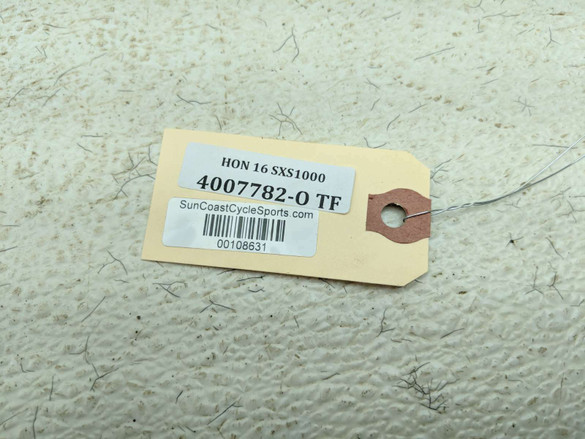 HON 16 SXS1000
4007782-O TF
SunCoastCycleSports.com
00108631